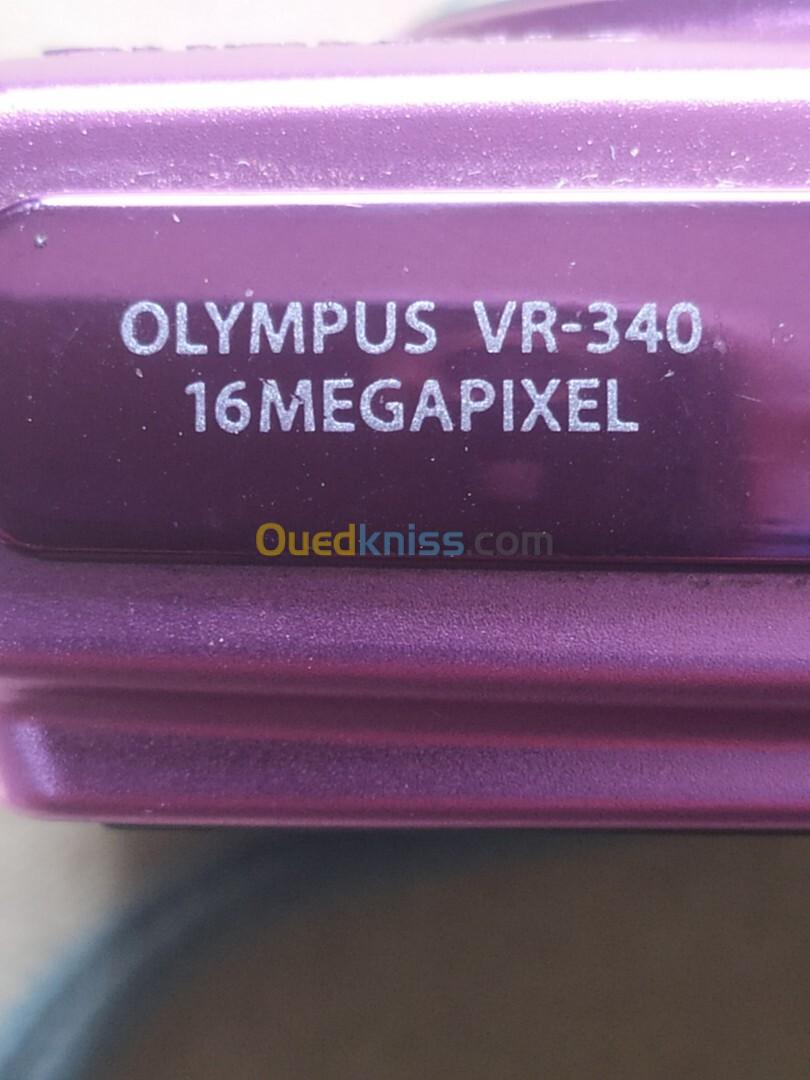 OLYMPUS VR-340
16MEGAPIXEL
Ouedkniss.com